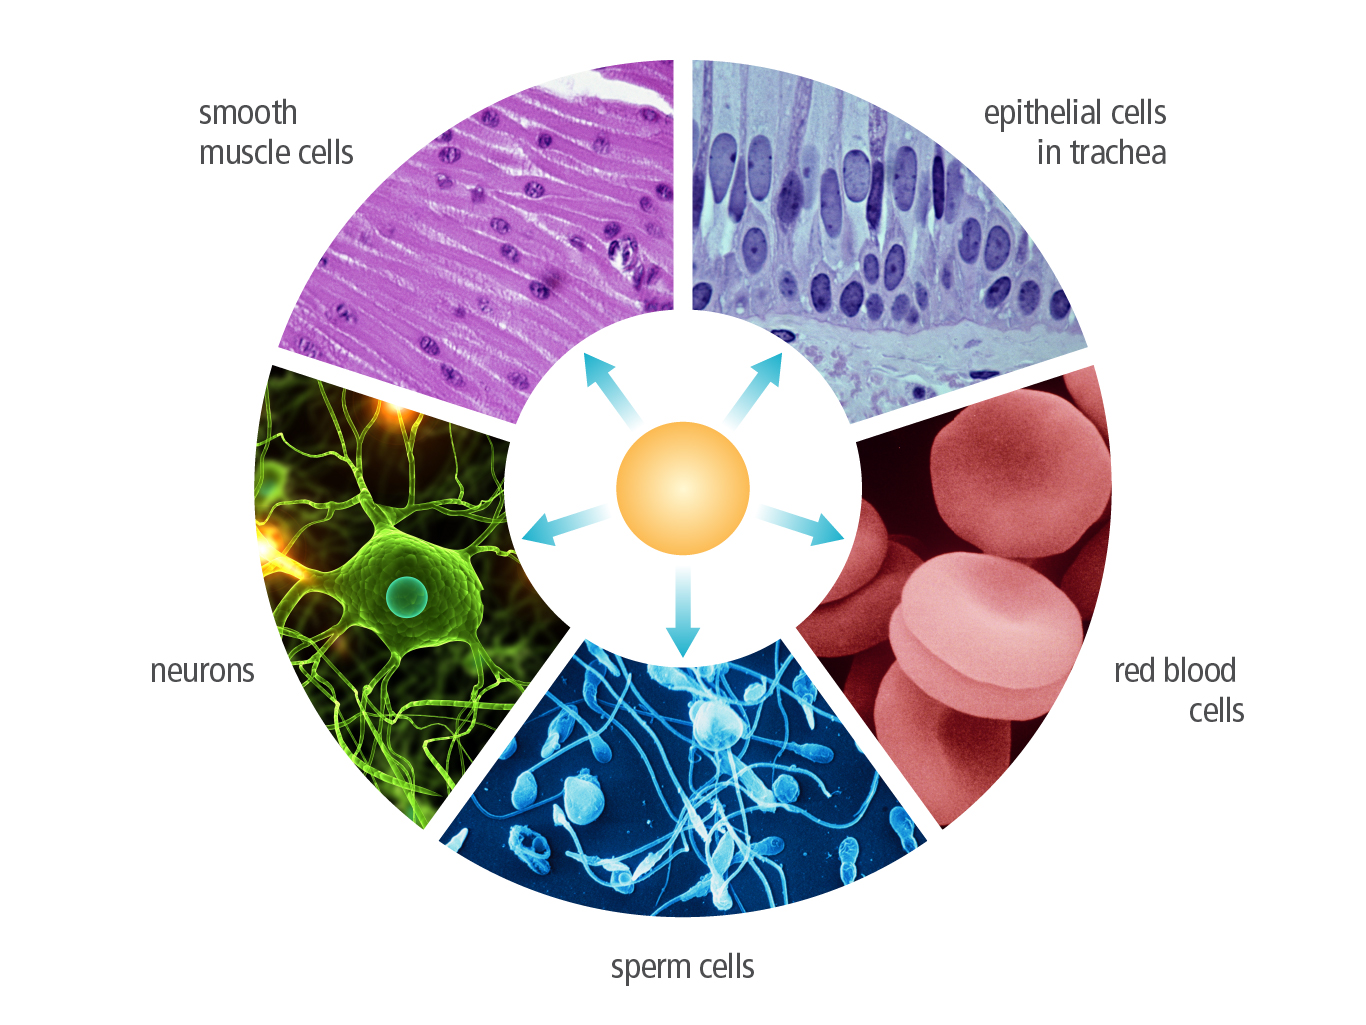 smooth
muscle cells
epithelial cells
in trachea
neurons
red blood
cells
sperm cells